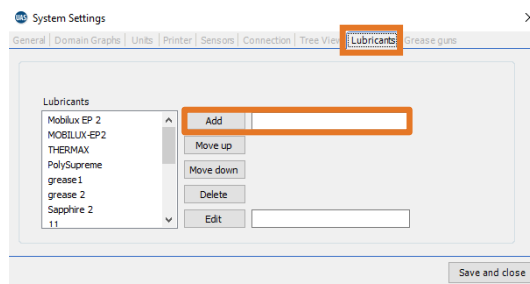 UAS System Settings
General Domain Graphs Units Printer Sensors Connection Tree View Lubricants Grease guns
Lubricants
Mobilux EP 2
MOBILUX-EP2
THERMAX
PolySupreme
grease1
grease 2
Sapphire 2
11
Add
Move up
Move down
Delete
Edit
Save and close